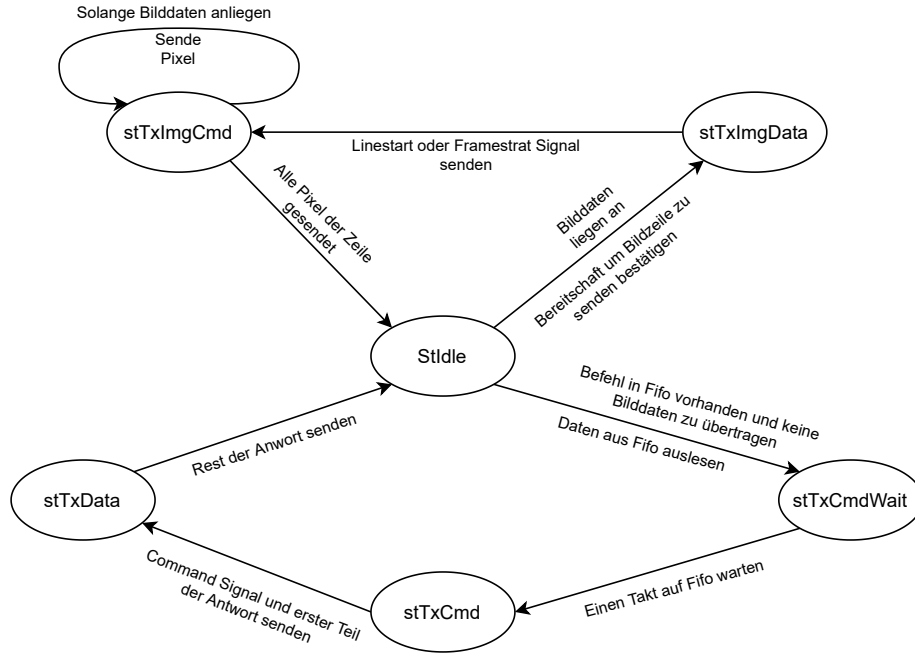 Solange Bilddaten anliegen
Sende
Pixel
stTxImgCmd
stTxImgData
Linestart oder Framestrat Signal
senden
Alle Pixel der Zeile
gesendet
Bilddaten
liegen an
Bereitschaft um Bildzeile zu
senden bestätigen
StIdle
Befehl in Fifo vorhanden und keine
Bilddaten zu übertragen
Daten aus Fifo auslesen
Rest der Anwort senden
stTxData
stTxCmdWait
Command Signal und erster Teil
der Antwort senden
stTxCmd
Einen Takt auf Fifo warten